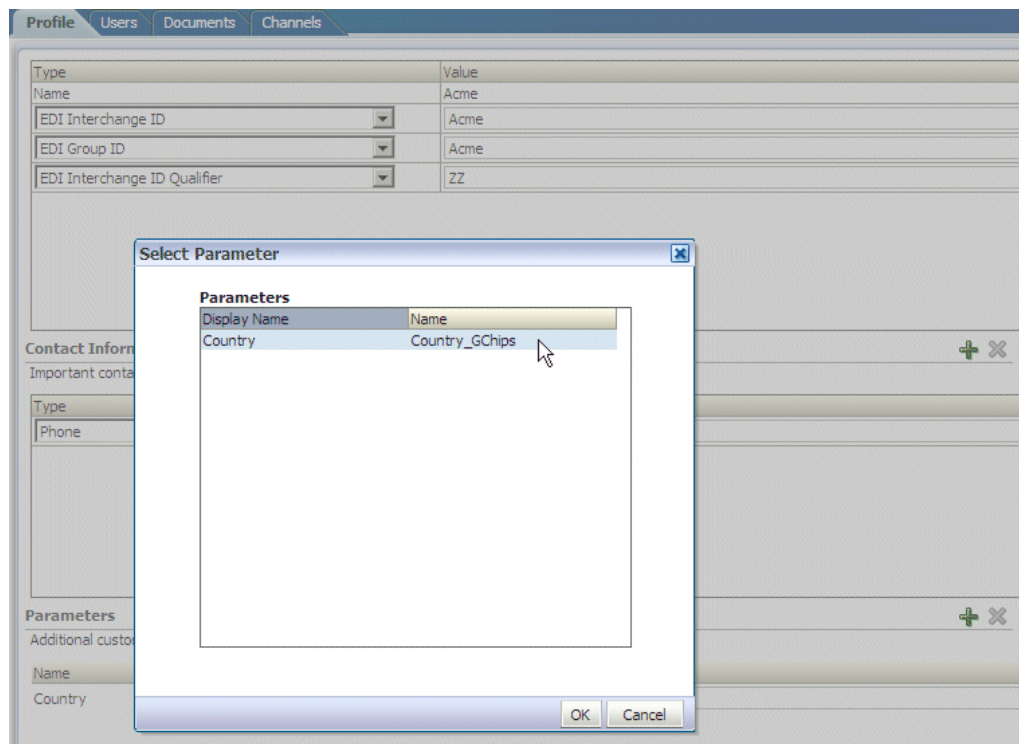 Profile Users Documents Channels
Type Value
Name Acme
EDI Interchange ID Acme
EDI Group ID Acme
EDI Interchange ID Qualifier ZZ
Select Parameter
Parameters
Display Name Name
Country Country_GChips
Contact Inforn
Important conta
Type
Phone
Parameters
Additional custo
Name
Country
OK Cancel